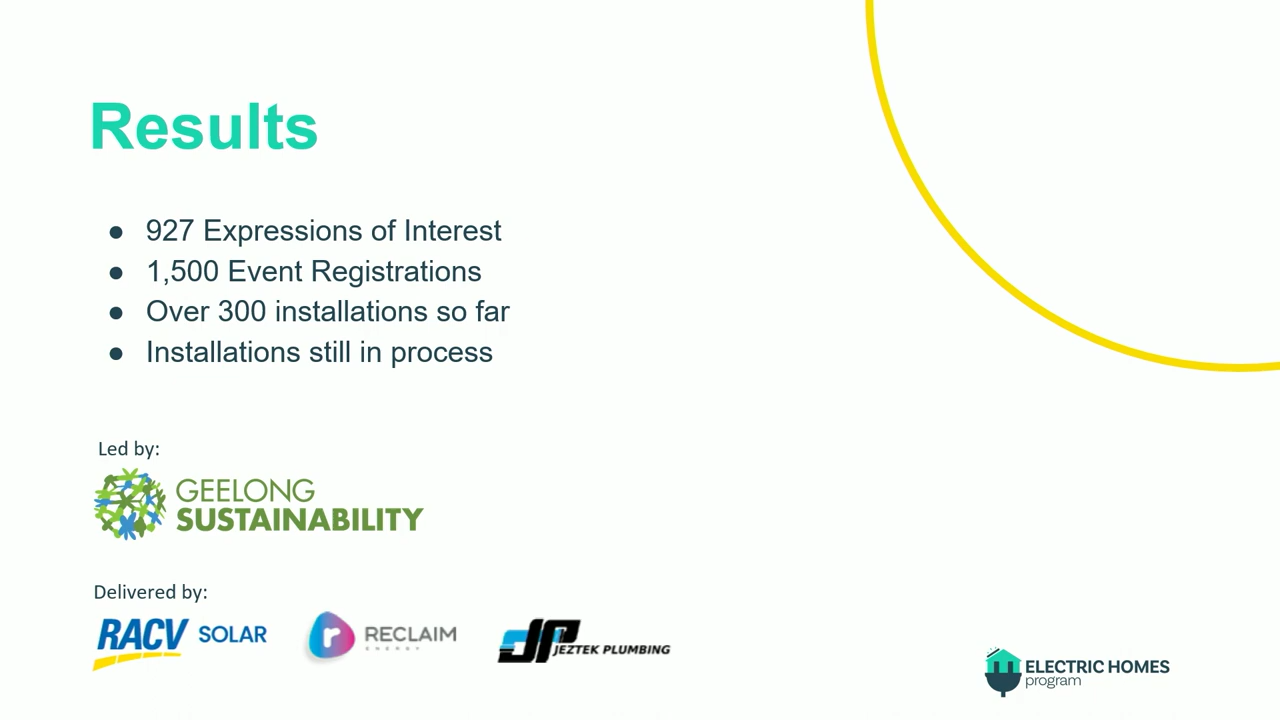 Results
● 927 Expressions of Interest
● 1,500 Event Registrations
● Over 300 installations so far
● Installations still in process
Led by:
GEELONG
SUSTAINABILITY
Delivered by:
RACV SOLAR
r RECLAIM
ENERGY
JP JEZTEK PLUMBING
ELECTRIC HOMES
program